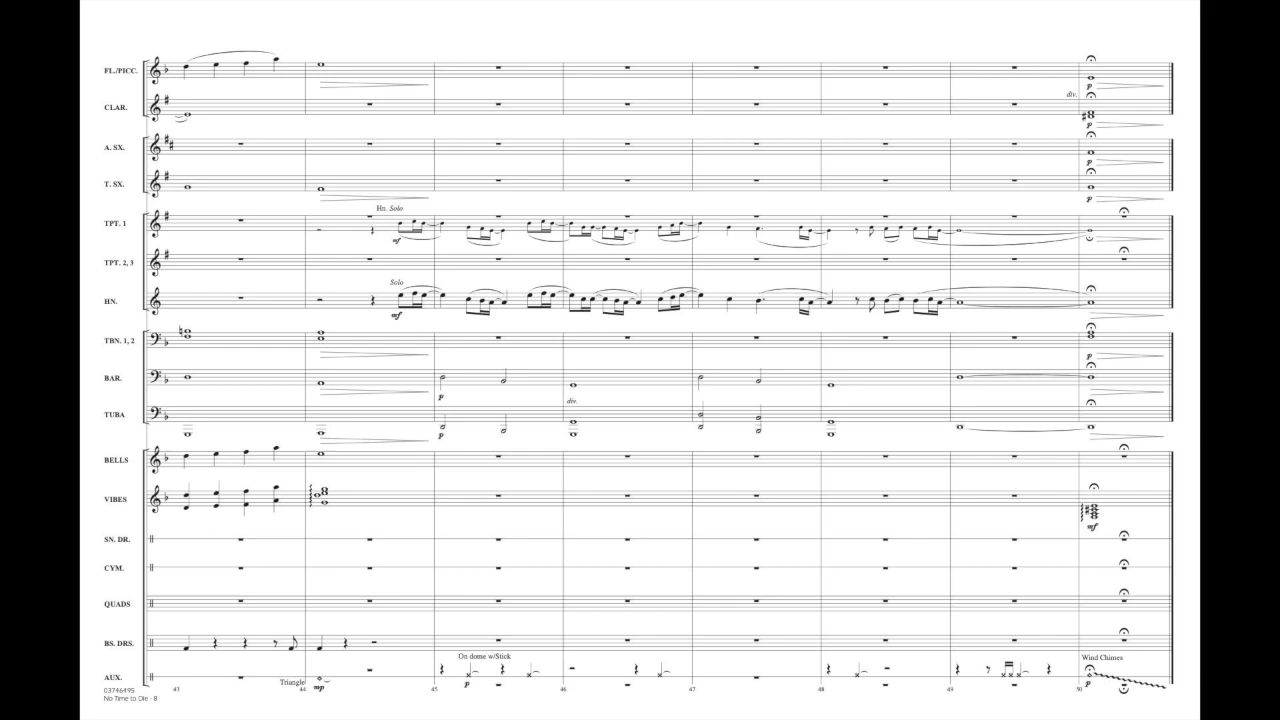 FL./PICC.
div.
CLAR.
p
p
A. SX.
p
T. SX.
p
Hn. Solo
TPT. 1
mf
TPT. 2, 3
Solo
HN.
mf
TBN. 1, 2
p
BAR.
p
div.
TUBA
p
BELLS
VIBES
mf
SN. DR.
CYM.
QUADS
BS. DRS.
On dome w/Stick
Wind Chimes
AUX.
Triangle
mp
p
p
43 44 45 46 47 48 49 50
03746495
No Time to Die - 8